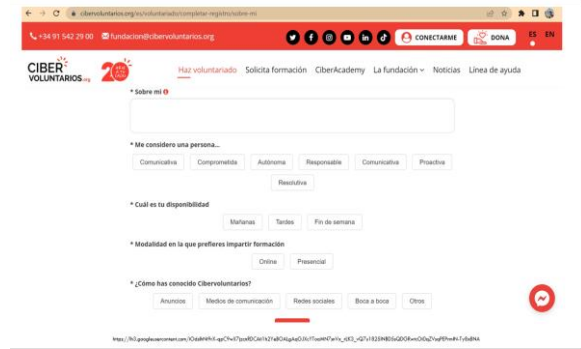 cibervoluntarios.org/es/voluntariado/completar-registro/sobre-mi
+34 91 542 29 00 fundacion@cibervoluntarios.org CONECTARME DONA ES EN
CIBER
VOLUNTARIOS.org
20
Haz voluntariado Solicita formación CiberAcademy La fundación Noticias Línea de ayuda
* Sobre mi
* Me considero una persona...
Comunicativa Comprometida Autónoma Responsable Comunicativa Proactiva
Resolutiva
* Cuál es tu disponibilidad
Mañanas Tardes Fin de semana
* Modalidad en la que prefieres impartir formación
Online Presencial
* ¿Cómo has conocido Cibervoluntarios?
Anuncios Medios de comunicación Redes sociales Boca a boca Otros